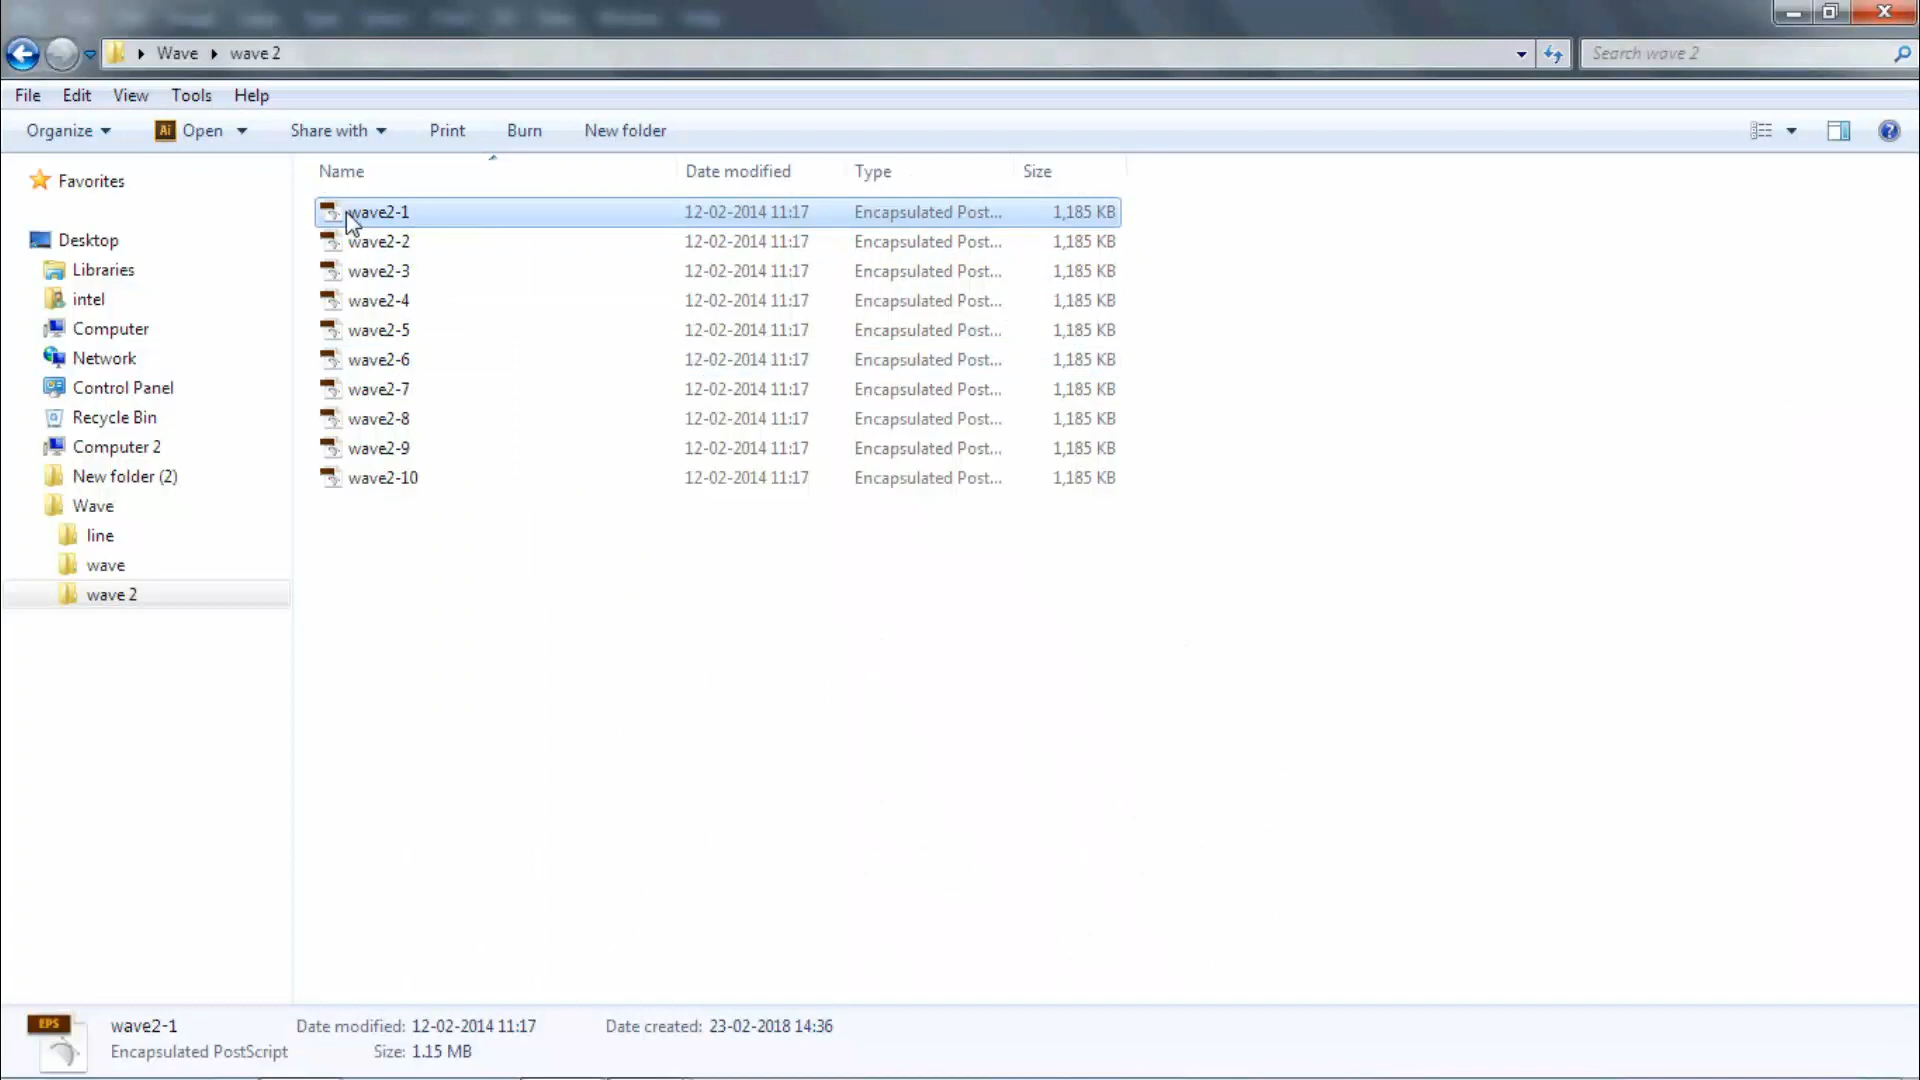 Wave wave 2
Search wave 2
File Edit View Tools Help
Organize Ai Open Share with Print Burn New folder
Name Date modified Type Size
Favorites
Desktop
Libraries
intel
Computer
Network
Control Panel
Recycle Bin
Computer 2
New folder (2)
Wave
line
wave
wave 2
wave2-1 12-02-2014 11:17 Encapsulated Post... 1,185 KB
wave2-2 12-02-2014 11:17 Encapsulated Post... 1,185 KB
wave2-3 12-02-2014 11:17 Encapsulated Post... 1,185 KB
wave2-4 12-02-2014 11:17 Encapsulated Post... 1,185 KB
wave2-5 12-02-2014 11:17 Encapsulated Post... 1,185 KB
wave2-6 12-02-2014 11:17 Encapsulated Post... 1,185 KB
wave2-7 12-02-2014 11:17 Encapsulated Post... 1,185 KB
wave2-8 12-02-2014 11:17 Encapsulated Post... 1,185 KB
wave2-9 12-02-2014 11:17 Encapsulated Post... 1,185 KB
wave2-10 12-02-2014 11:17 Encapsulated Post... 1,185 KB
EPS
wave2-1 Date modified: 12-02-2014 11:17 Date created: 23-02-2018 14:36
Encapsulated PostScript Size: 1.15 MB